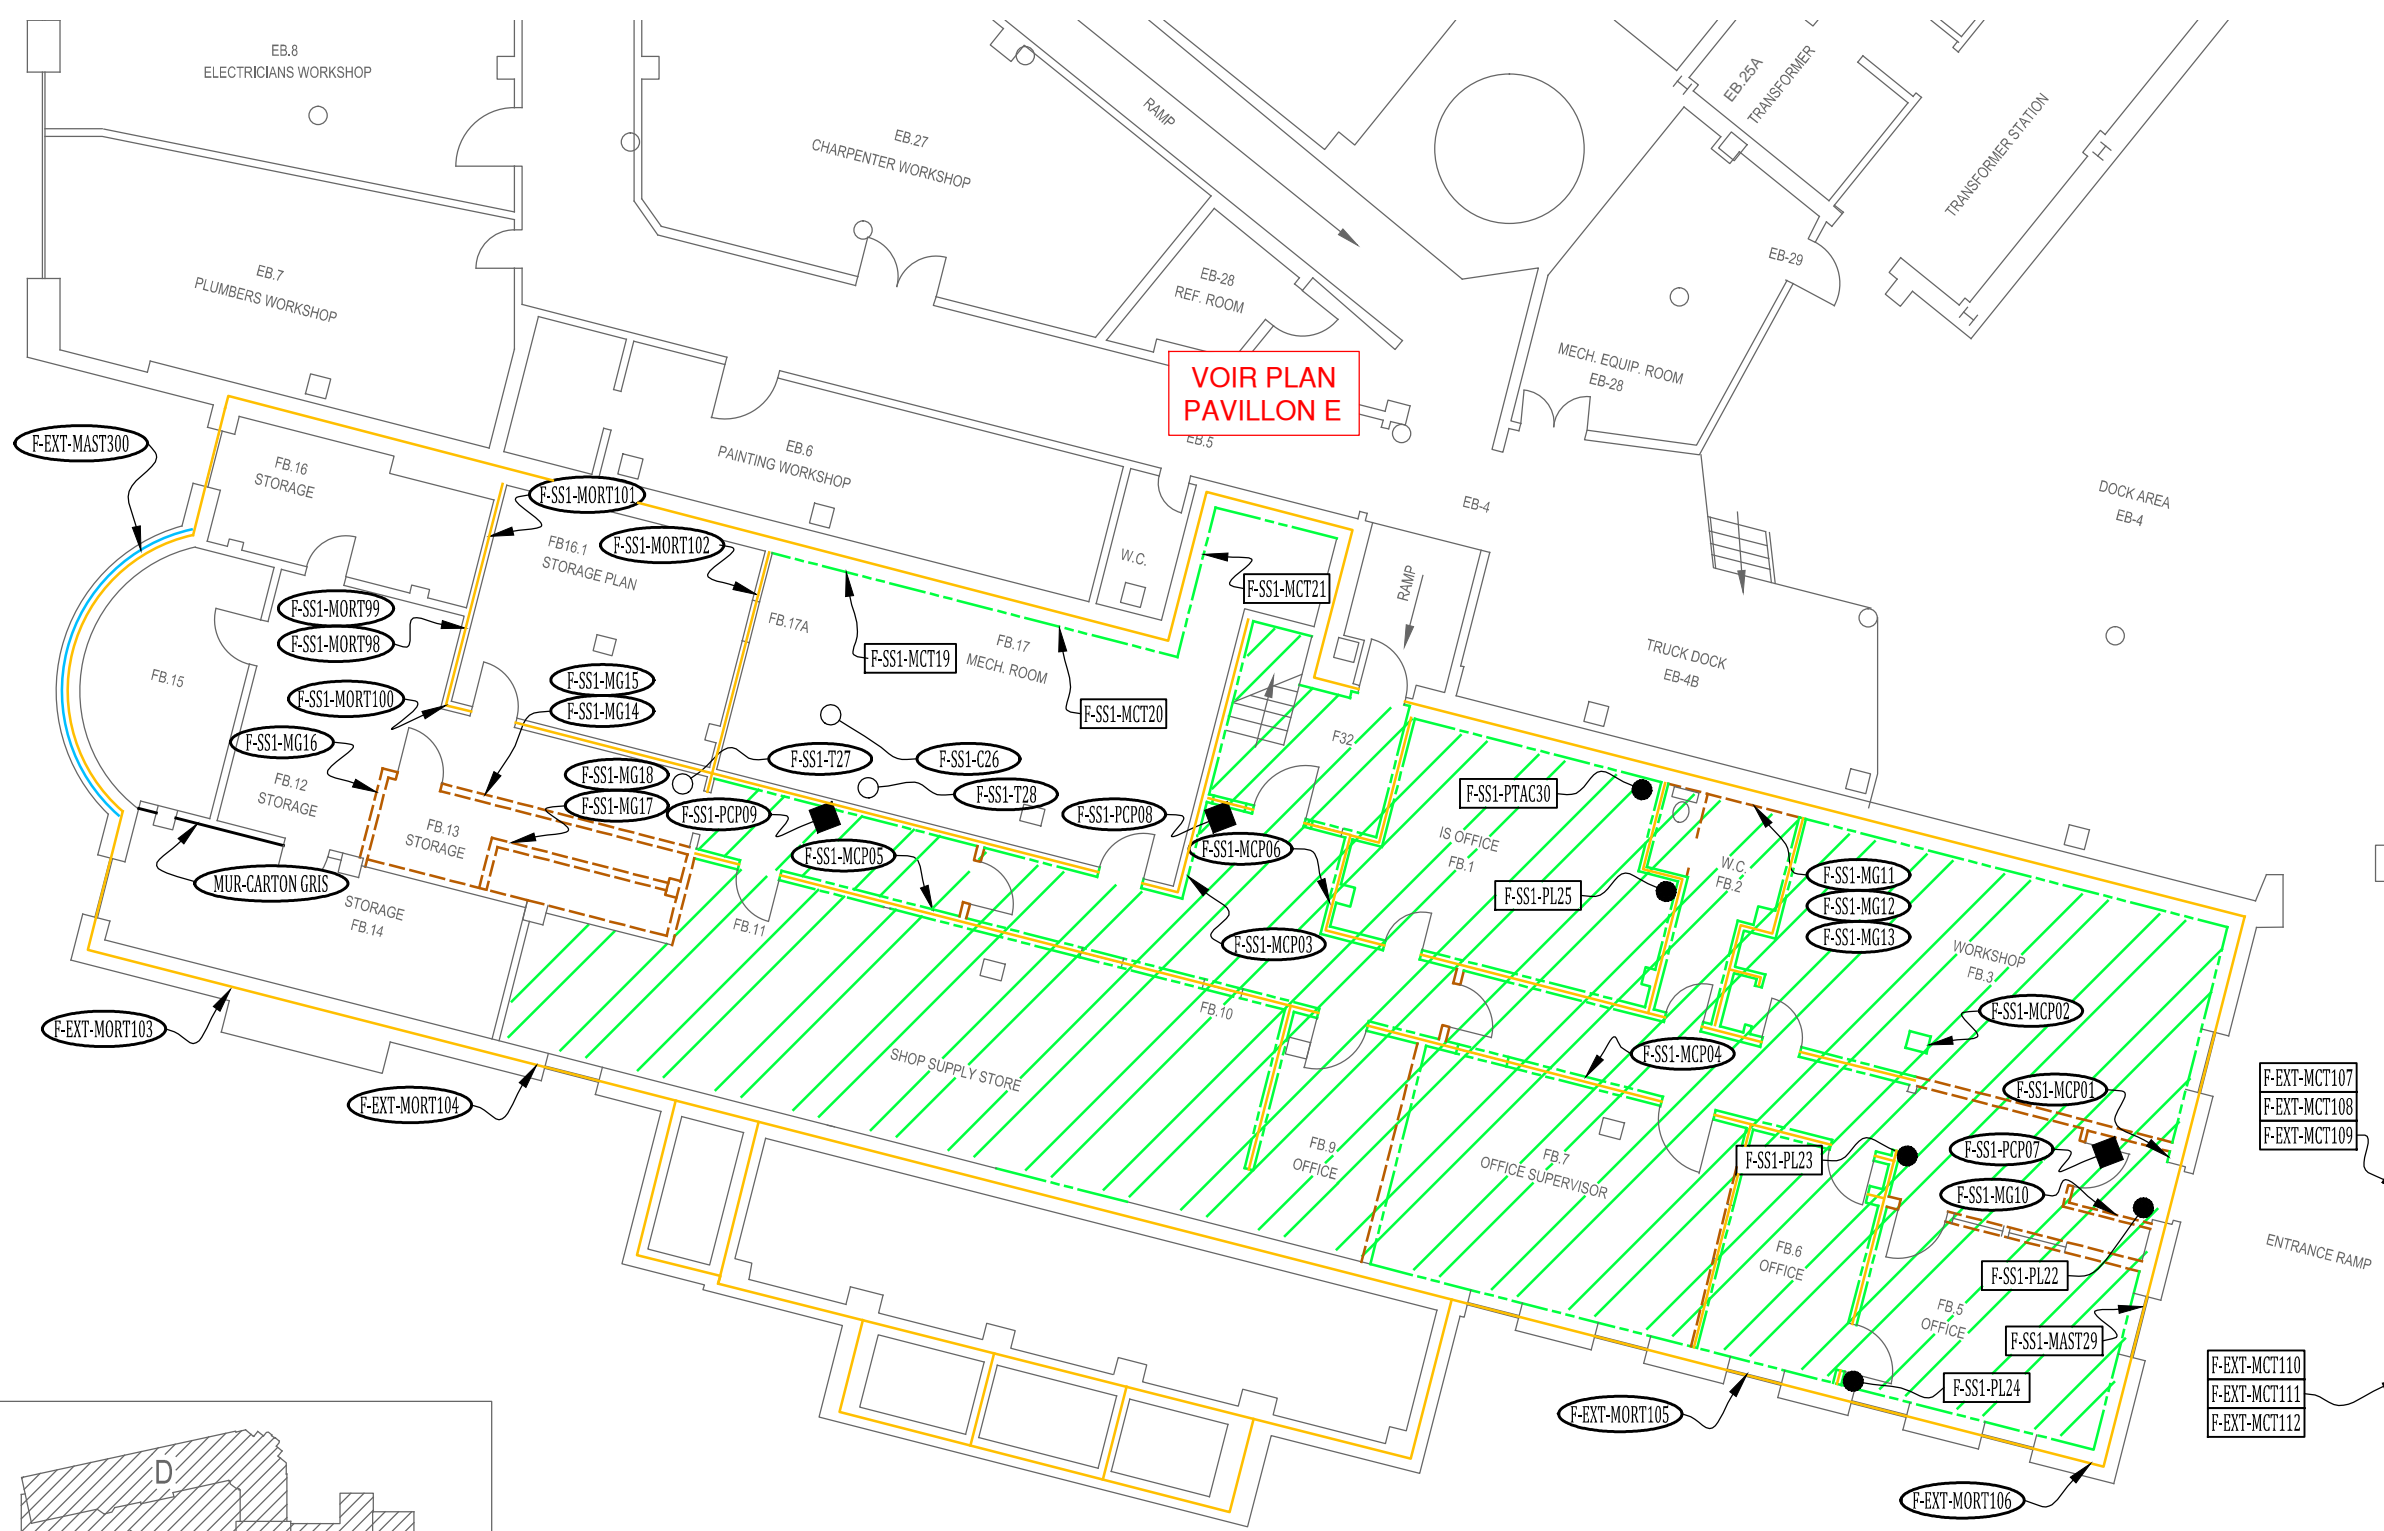 EB.8
ELECTRICIANS WORKSHOP
EB.27
CHARPENTER WORKSHOP
RAMP
EB.25A
TRANSFORMER
TRANSFORMER STATION
EB.7
PLUMBERS WORKSHOP
EB-28
REF. ROOM
EB-29
MECH. EQUIP. ROOM
EB-28
VOIR PLAN
PAVILLON E
EB.5
EB.6
PAINTING WORKSHOP
EB-4
DOCK AREA
EB-4
F-EXT-MAST300
FB.16
STORAGE
F-SS1-MORT101
FB16.1
STORAGE PLAN
F-SS1-MORT102
W.C.
F-SS1-MCT21
RAMP
F-SS1-MORT99
F-SS1-MORT98
FB.17A
FB.17
MECH. ROOM
F-SS1-MCT19
TRUCK DOCK
EB-4B
FB.15
F-SS1-MORT100
F-SS1-MG15
F-SS1-MG14
F-SS1-MCT20
F-SS1-MG16
F32
F-SS1-T27
F-SS1-C26
FB.12
STORAGE
F-SS1-MG18
F-SS1-MG17
F-SS1-T28
F-SS1-PTAC30
F-SS1-PCP09
F-SS1-PCP08
FB.13
STORAGE
F-SS1-MCP05
F-SS1-MCP06
IS OFFICE
FB.1
W.C.
FB.2
F-SS1-MG11
F-SS1-MG12
F-SS1-MG13
MUR-CARTON GRIS
F-SS1-PL25
STORAGE
FB.14
FB.11
F-SS1-MCP03
WORKSHOP
FB.3
FB.10
F-SS1-MCP02
F-EXT-MORT103
SHOP SUPPLY STORE
F-SS1-MCP04
F-EXT-MCT107
F-EXT-MCT108
F-EXT-MCT109
F-SS1-MCP01
F-EXT-MORT104
FB.9
OFFICE
FB.7
OFFICE SUPERVISOR
F-SS1-PL23
F-SS1-PCP07
F-SS1-MG10
FB.6
OFFICE
ENTRANCE RAMP
F-SS1-PL22
FB.5
OFFICE
F-SS1-MAST29
F-EXT-MCT110
F-EXT-MCT111
F-EXT-MCT112
F-SS1-PL24
F-EXT-MORT105
D
F-EXT-MORT106